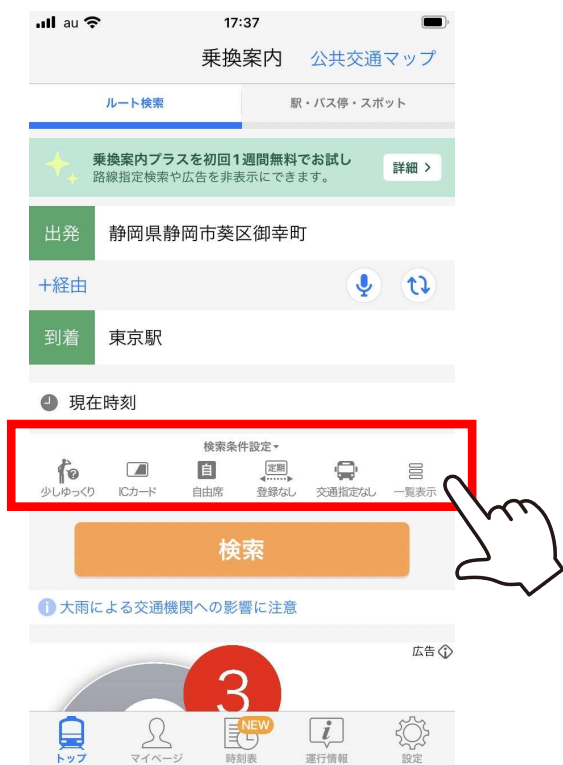 au 17:37
乗換案内 公共交通マップ
ルート検索 駅・バス停・スポット
乗換案内プラスを初回1週間無料でお試し
路線指定検索や広告を非表示にできます。
詳細 >
出発 静岡県静岡市葵区御幸町
+経由
到着 東京駅
現在時刻
検索条件設定▾
自 定期
少しゆっくり ICカード 自由席 登録なし 交通指定なし 一覧表示
検索
大雨による交通機関への影響に注意
広告
3
NEW
トップ マイページ 時刻表 運行情報 設定